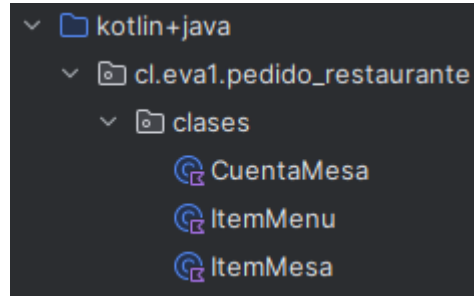 kotlin+java
cl.eva1.pedido_restaurante
clases
CuentaMesa
ItemMenu
ItemMesa